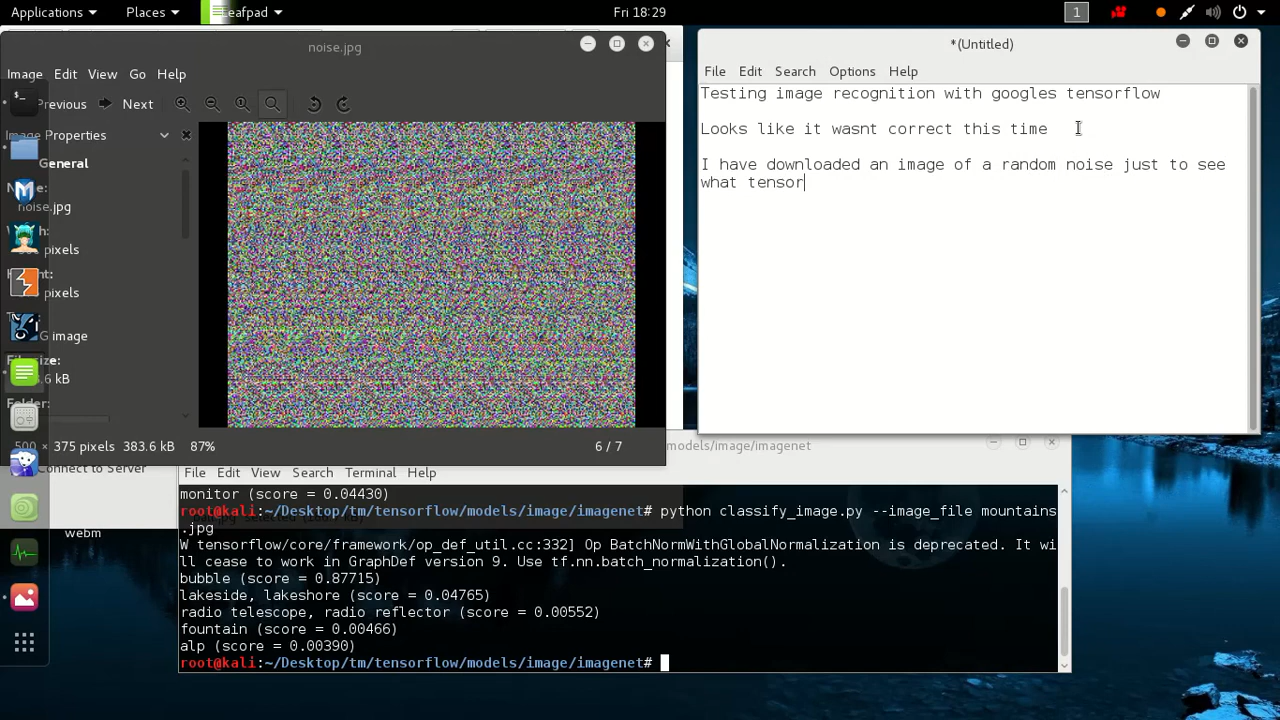 Applications
Places
Leafpad
Fri 18:29
1
noise.jpg
Image Edit View Go Help
Previous
Next
Image Properties
General
noise.jpg
pixels
pixels
G image
size:
.6 kB
Folder:
500 × 375 pixels 383.6 kB 87%
6 / 7
Connect to Server
webm
*(Untitled)
File Edit Search Options Help
Testing image recognition with googles tensorflow
Looks like it wasnt correct this time
I have downloaded an image of a random noise just to see
what tensor
models/image/imagenet
File Edit View Search Terminal Help
monitor (score = 0.04430)
root@kali:~/Desktop/tm/tensorflow/models/image/imagenet# python classify_image.py --image_file mountains
.jpg
W tensorflow/core/framework/op_def_util.cc:332] Op BatchNormWithGlobalNormalization is deprecated. It wi
ll cease to work in GraphDef version 9. Use tf.nn.batch_normalization().
bubble (score = 0.87715)
lakeside, lakeshore (score = 0.04765)
radio telescope, radio reflector (score = 0.00552)
fountain (score = 0.00466)
alp (score = 0.00390)
root@kali:~/Desktop/tm/tensorflow/models/image/imagenet#